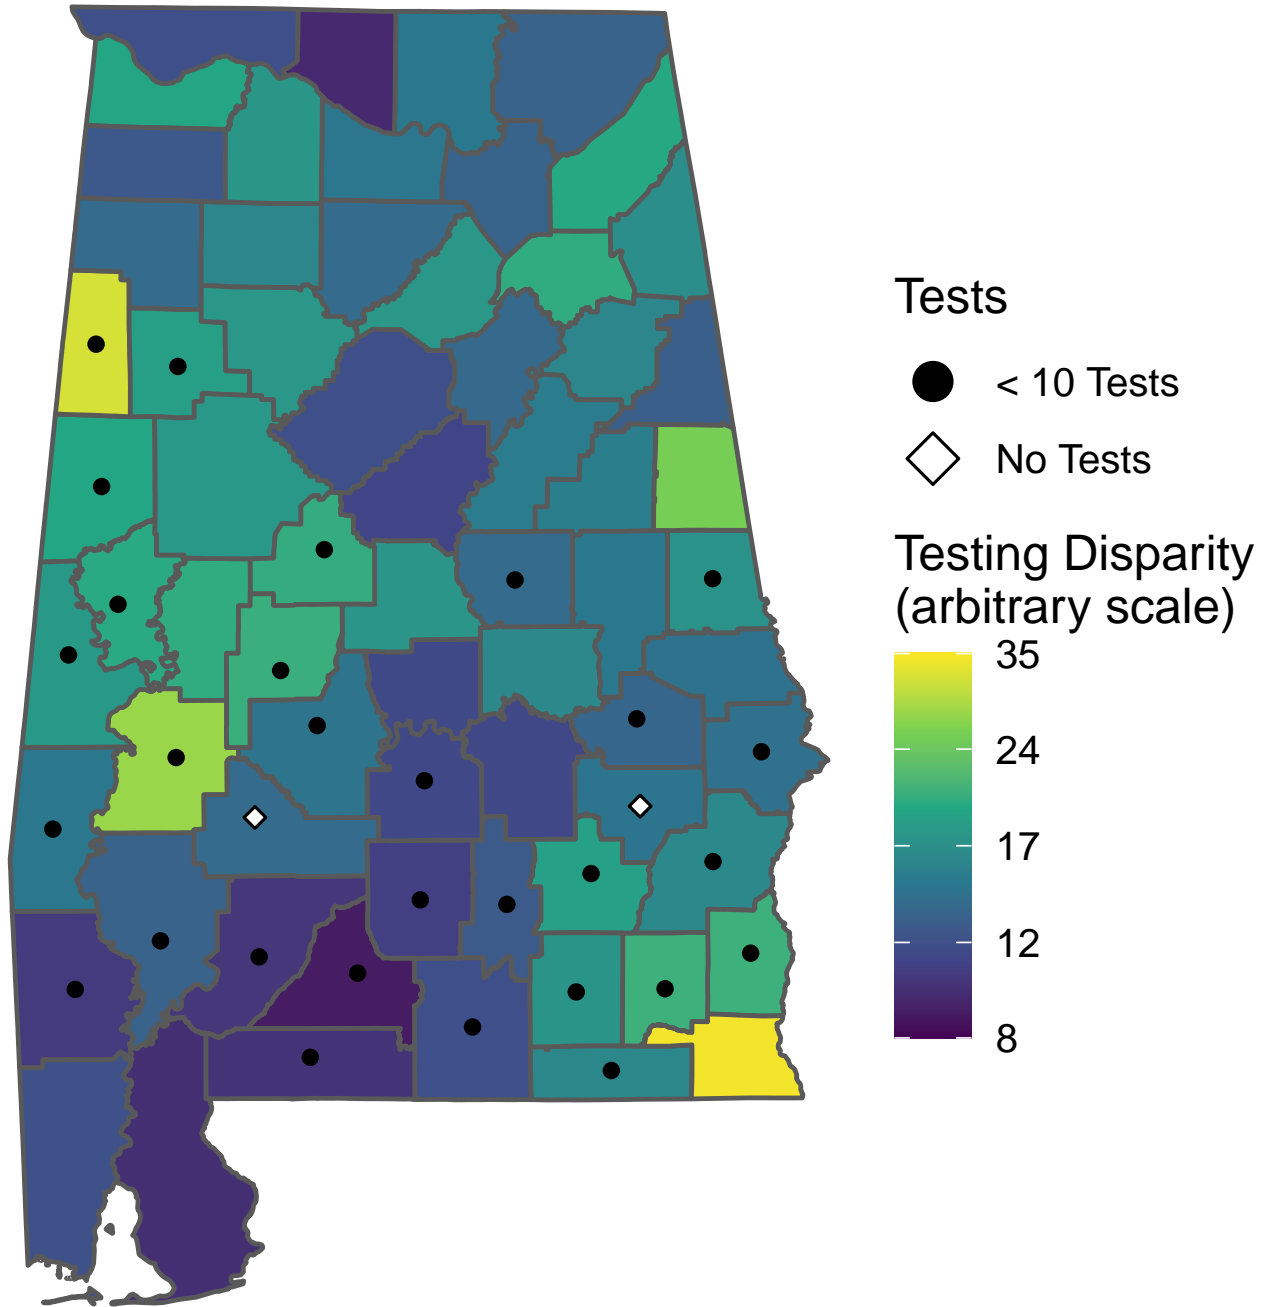 Tests
< 10 Tests
No Tests
Testing Disparity
(arbitrary scale)
35
24
17
12
8